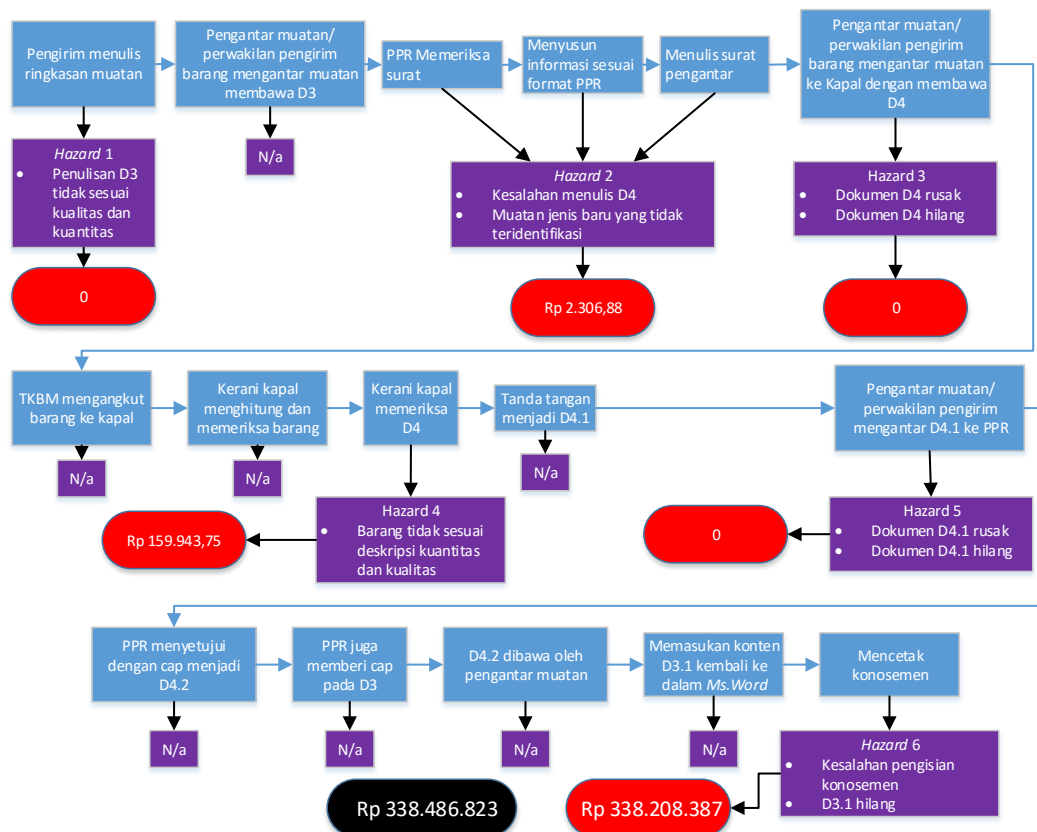 Pengirim menulis
ringkasan muatan
Pengantar muatan/
perwakilan pengirim
barang mengantar muatan
membawa D3
PPR Memeriksa
surat
Menyusun
informasi sesuai
format PPR
Menulis surat
pengantar
Pengantar muatan/
perwakilan pengirim
barang mengantar muatan
ke Kapal dengan membawa
D4
Hazard 1
• Penulisan D3
tidak sesuai
kualitas dan
kuantitas
N/a
Hazard 2
• Kesalahan menulis D4
• Muatan jenis baru yang tidak
teridentifikasi
Hazard 3
• Dokumen D4 rusak
• Dokumen D4 hilang
0
Rp 2.306,88
0
TKBM mengangkut
barang ke kapal
Kerani kapal
menghitung dan
memeriksa barang
Kerani kapal
memeriksa
D4
Tanda tangan
menjadi D4.1
Pengantar muatan/
perwakilan pengirim
mengantar D4.1 ke PPR
N/a
N/a
N/a
Rp 159.943,75
Hazard 4
• Barang tidak sesuai
deskripsi kuantitas
dan kualitas
0
Hazard 5
• Dokumen D4.1 rusak
• Dokumen D4.1 hilang
PPR menyetujui
dengan cap menjadi
D4.2
PPR juga
memberi cap
pada D3
D4.2 dibawa oleh
pengantar muatan
Memasukan konten
D3.1 kembali ke
dalam Ms.Word
Mencetak
konosemen
N/a
N/a
N/a
N/a
Hazard 6
• Kesalahan pengisian
konosemen
• D3.1 hilang
Rp 338.486.823
Rp 338.208.387